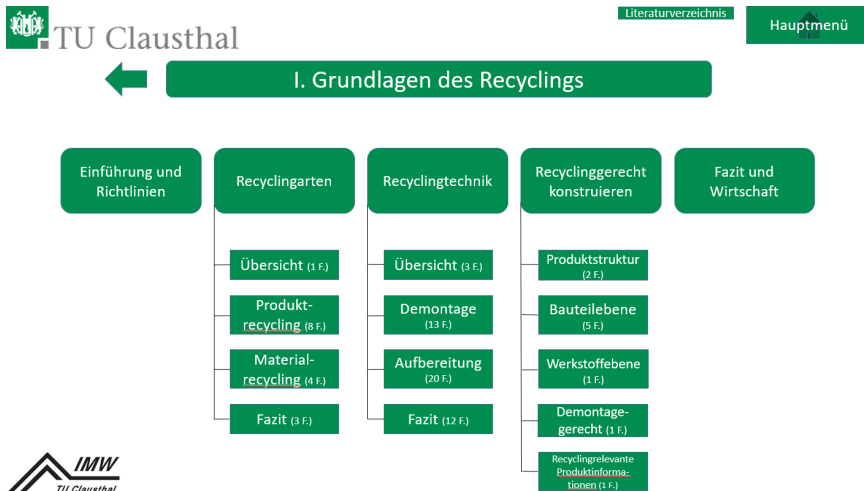 TU Clausthal
Literaturverzeichnis
Hauptmenü
I. Grundlagen des Recyclings
Einführung und
Richtlinien
Recyclingarten
Recyclingtechnik
Recyclinggerecht
konstruieren
Fazit und
Wirtschaft
Übersicht (1 F.)
Produkt-
recycling (8 F.)
Material-
recycling (4 F.)
Fazit (3 F.)
Übersicht (3 F.)
Demontage
(13 F.)
Aufbereitung
(20 F.)
Fazit (12 F.)
Produktstruktur
(2 F.)
Bauteilebene
(5 F.)
Werkstoffebene
(1 F.)
Demontage-
gerecht (1 F.)
Recyclingrelevante
Produktinforma-
tionen (1 F.)
IMW
TU Clausthal